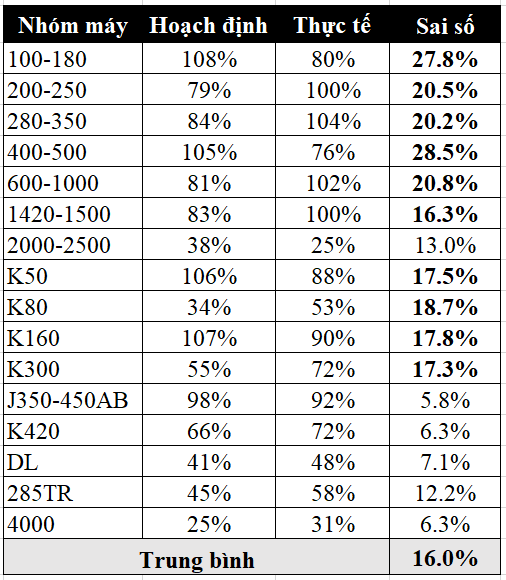 Nhóm máy Hoạch định Thực tế Sai số
100-180 108% 80% 27.8%
200-250 79% 100% 20.5%
280-350 84% 104% 20.2%
400-500 105% 76% 28.5%
600-1000 81% 102% 20.8%
1420-1500 83% 100% 16.3%
2000-2500 38% 25% 13.0%
K50 106% 88% 17.5%
K80 34% 53% 18.7%
K160 107% 90% 17.8%
K300 55% 72% 17.3%
J350-450AB 98% 92% 5.8%
K420 66% 72% 6.3%
DL 41% 48% 7.1%
285TR 45% 58% 12.2%
4000 25% 31% 6.3%
Trung bình 16.0%